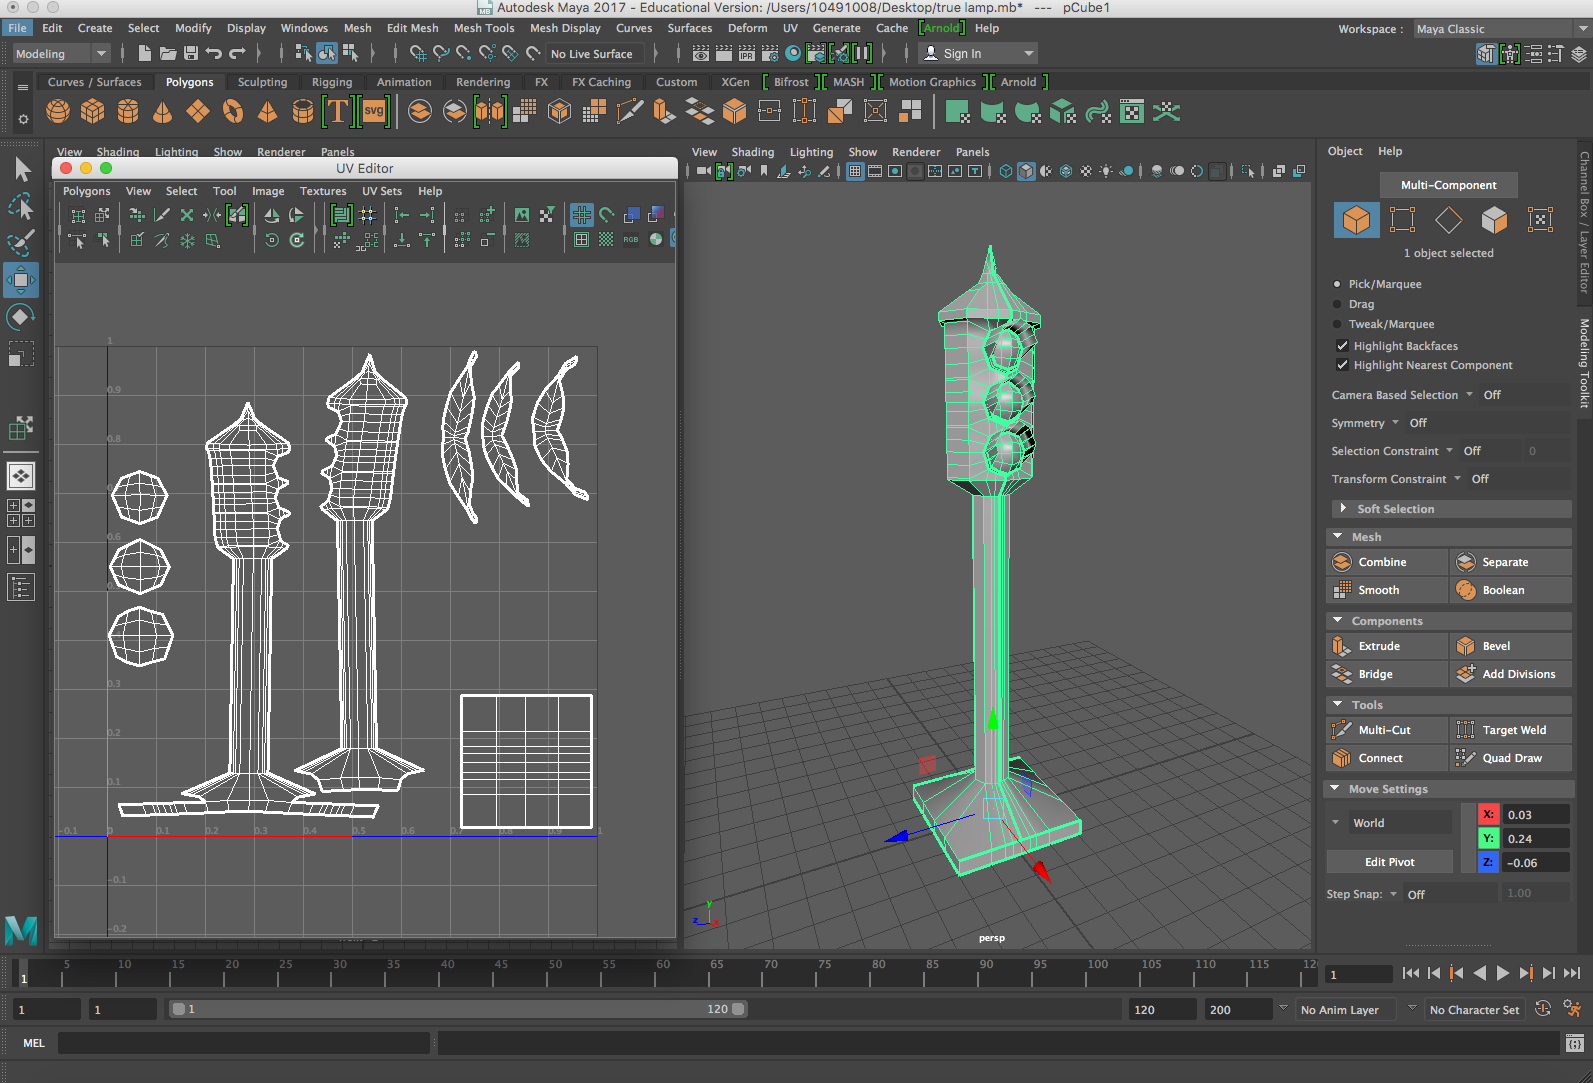 Autodesk Maya 2017 - Educational Version: /Users/10491008/Desktop/true lamp.mb*   ---   pCube1
File Edit Create Select Modify Display Windows Mesh Edit Mesh Mesh Tools Mesh Display Curves Surfaces Deform UV Generate Cache Arnold Help Workspace : Maya Classic
Modeling No Live Surface IPR Sign In
Curves / Surfaces Polygons Sculpting Rigging Animation Rendering FX FX Caching Custom XGen Bifrost MASH Motion Graphics Arnold
T svg
View Shading Lighting Show Renderer Panels
UV Editor
Polygons View Select Tool Image Textures UV Sets Help
RGB
1
0.9
0.8
0.6
0.3
0.2
0.1
-0.1 0 0.1 0.2 0.3 0.4 0.5 0.6 0.7 1
-0.1
-0.2
View Shading Lighting Show Renderer Panels
y
z x
persp
Object Help
Multi-Component
1 object selected
Pick/Marquee
Drag
Tweak/Marquee
Highlight Backfaces
Highlight Nearest Component
Camera Based Selection Off
Symmetry Off
Selection Constraint Off 0
Transform Constraint Off
Soft Selection
Mesh
Combine Separate
Smooth Boolean
Components
Extrude Bevel
Bridge Add Divisions
Tools
Multi-Cut Target Weld
Connect Quad Draw
Move Settings
World
X: 0.03
Y: 0.24
Edit Pivot Z: -0.06
Step Snap: Off 1.00
Channel Box / Layer Editor
Modeling Toolkit
M
1 5 10 15 20 25 30 35 40 45 50 55 60 65 70 75 80 85 90 95 100 105 110 115 12 1
1 1 1 120 120 200 No Anim Layer No Character Set
MEL